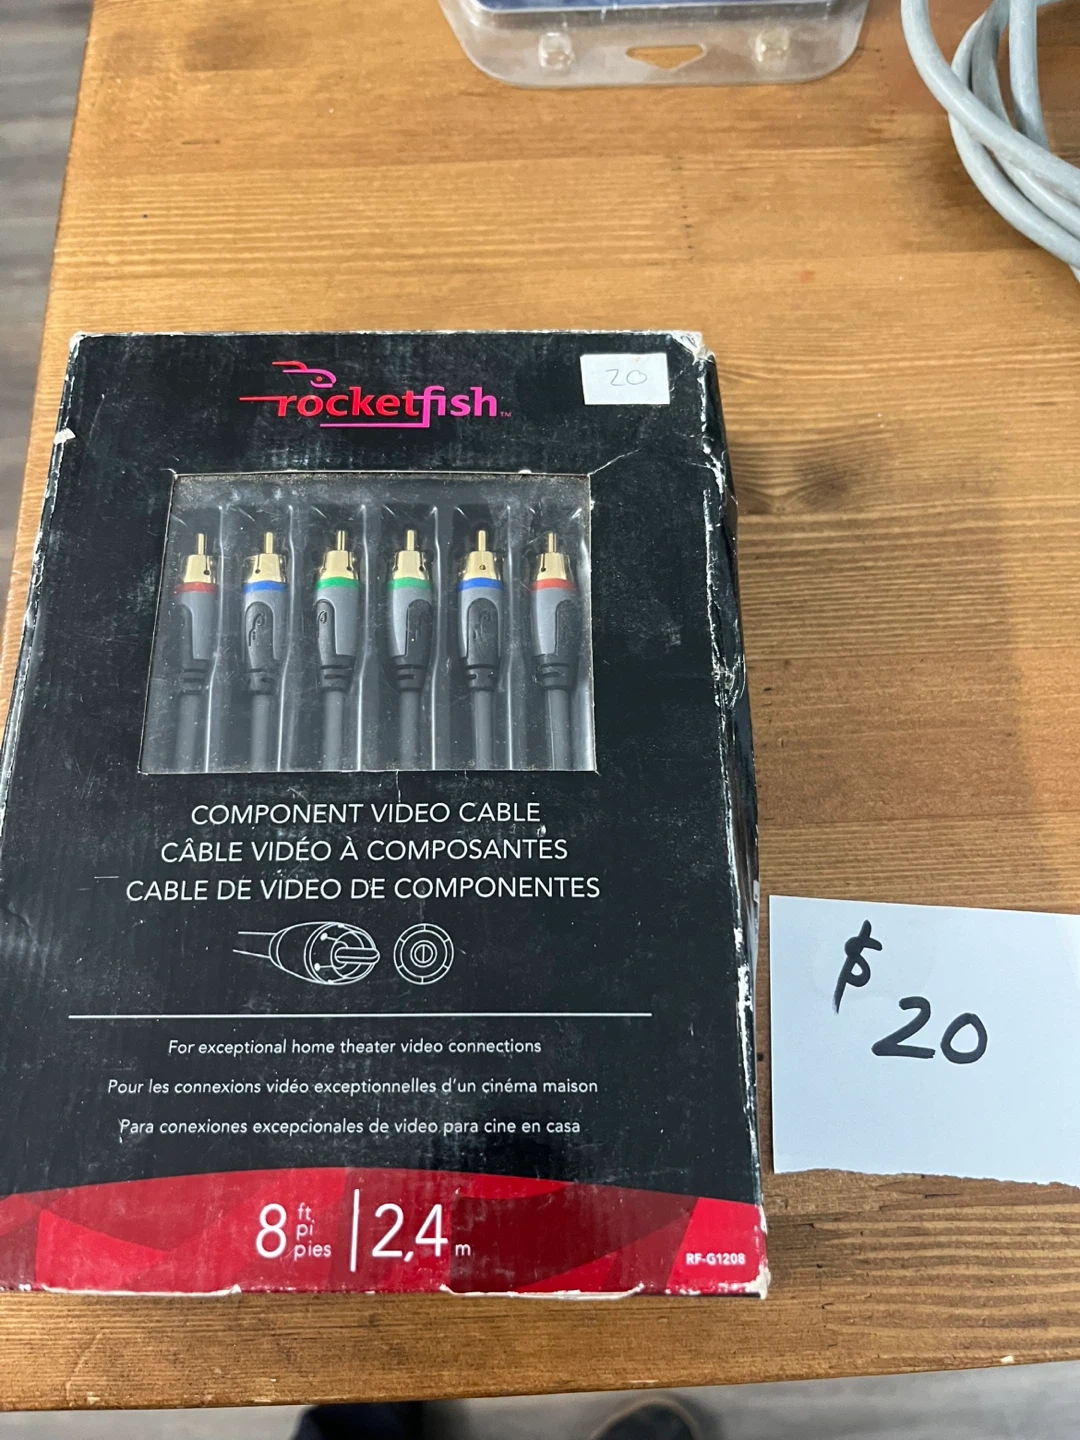 rocketfish™
20
COMPONENT VIDEO CABLE
CÂBLE VIDÉO À COMPOSANTES
CABLE DE VIDEO DE COMPONENTES
For exceptional home theater video connections
Pour les connexions vidéo exceptionnelles d'un cinéma maison
Para conexiones excepcionales de video para cine en casa
8 ft. pi pies | 2,4 m
RF-G1208
$
20